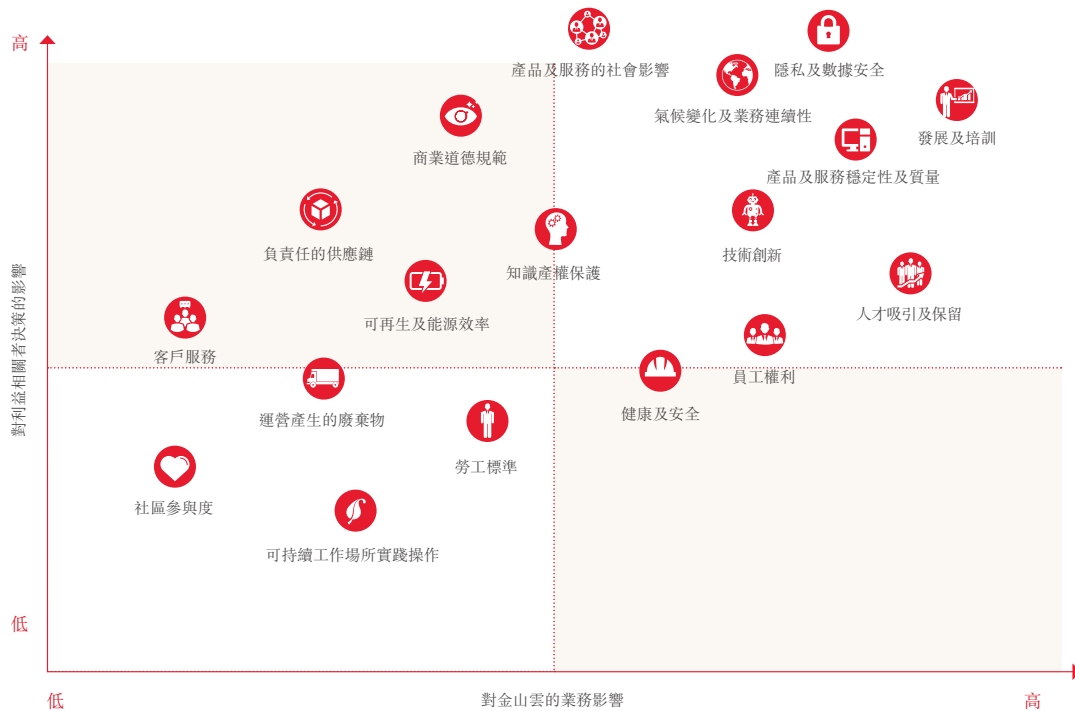 高
產品及服務的社會影響
隱私及數據安全
氣候變化及業務連續性
發展及培訓
商業道德規範
產品及服務穩定性及質量
負責任的供應鏈
知識產權保護
技術創新
可再生及能源效率
人才吸引及保留
客戶服務
員工權利
對利益相關者決策的影響
運營產生的廢棄物
健康及安全
勞工標準
社區參與度
可持續工作場所實踐操作
低
低
對金山雲的業務影響
高